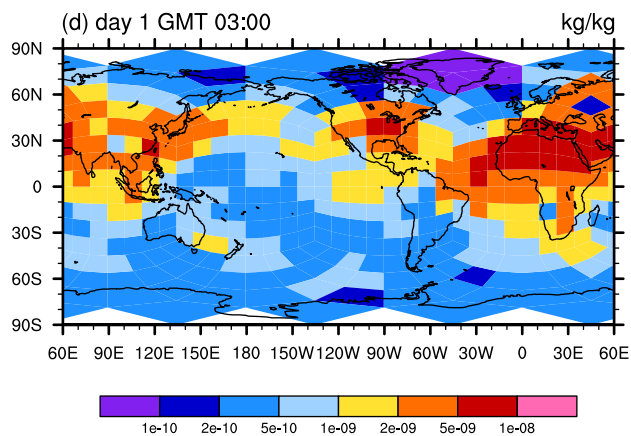 (d) day 1 GMT 03:00 kg/kg
90N
60N
30N
0
30S
60S
90S
60E 90E 120E 150E 180 150W 120W 90W 60W 30W 0 30E 60E
1e-10 2e-10 5e-10 1e-09 2e-09 5e-09 1e-08